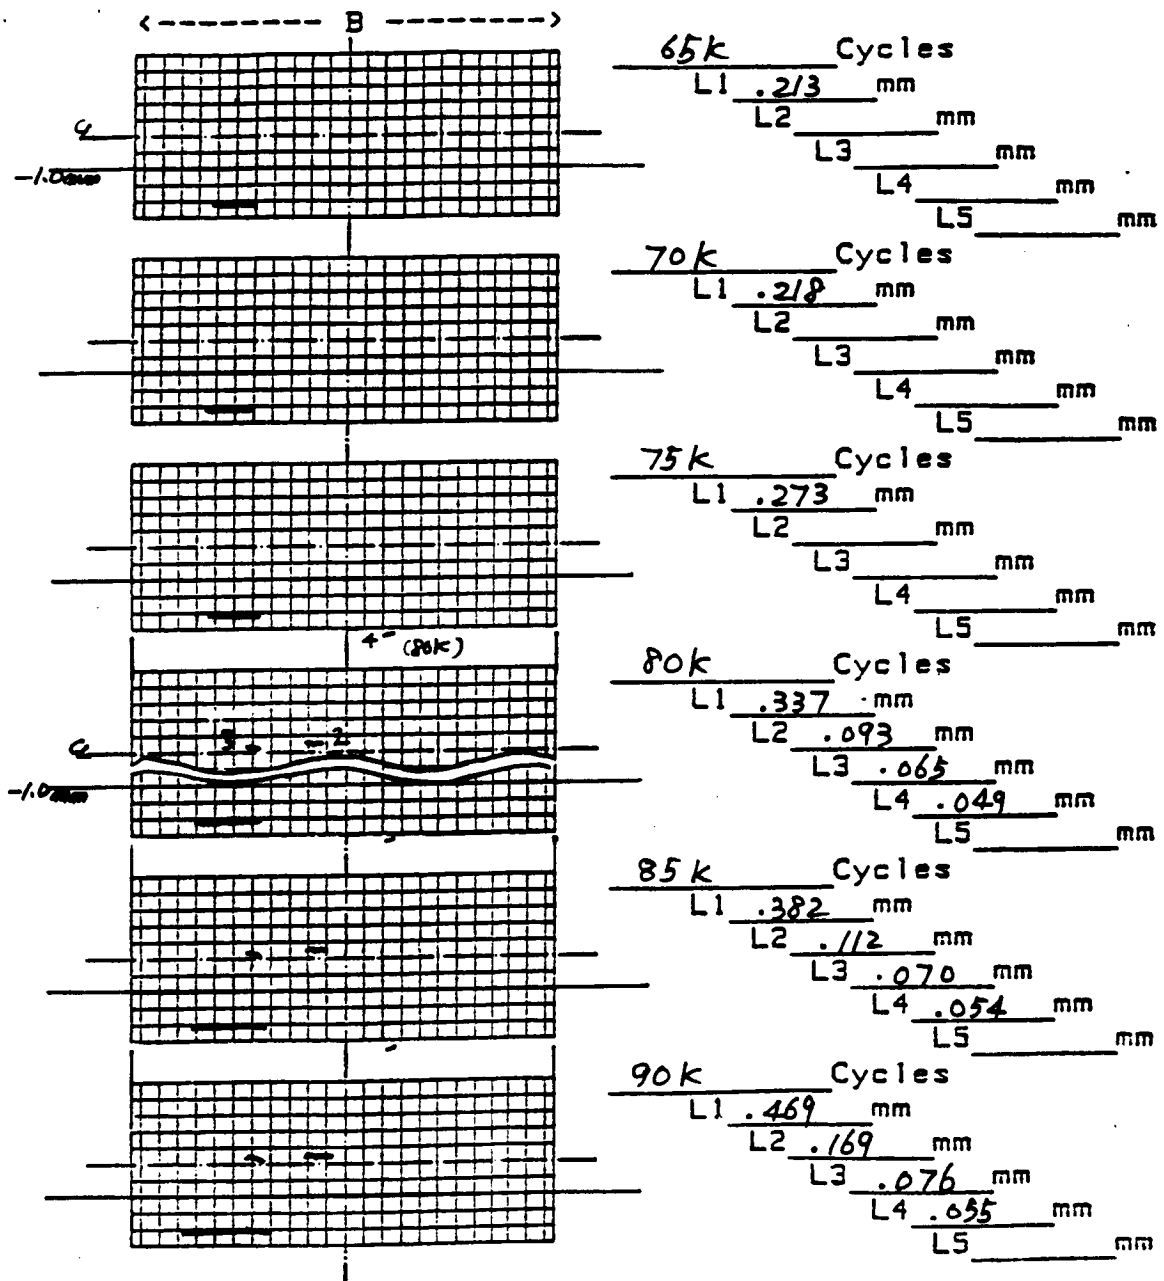 <------- B ------->
65K Cycles
L1 .213 mm
L2 mm
℄
L3 mm
-1.0mm
L4 mm
L5 mm
70K Cycles
L1 .218 mm
L2 mm
L3 mm
L4 mm
L5 mm
75K Cycles
L1 .273 mm
L2 mm
L3 mm
L4 mm
L5 mm
4 (80K)
80K Cycles
L1 .337 mm
3 2
L2 .093 mm
℄
L3 .065 mm
-1.0mm
L4 .049 mm
L5 mm
85K Cycles
L1 .382 mm
L2 .112 mm
L3 .070 mm
L4 .054 mm
L5 mm
90K Cycles
L1 .469 mm
L2 .169 mm
L3 .076 mm
L4 .055 mm
L5 mm